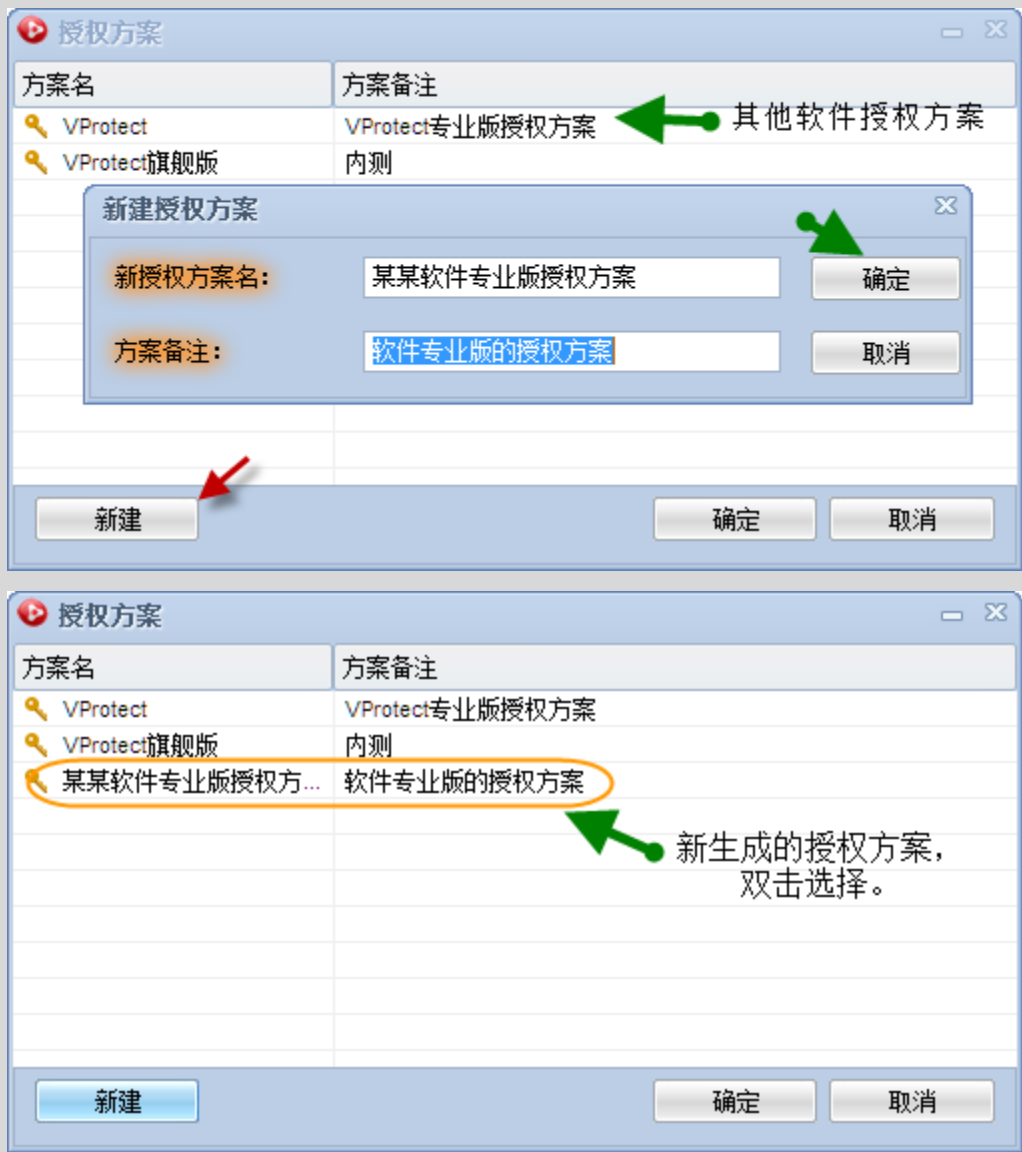 授权方案
方案名 方案备注
VProtect VProtect专业版授权方案 其他软件授权方案
VProtect旗舰版 内测
新建授权方案
新授权方案名: 某某软件专业版授权方案 确定
方案备注: 软件专业版的授权方案 取消
新建 确定 取消
授权方案
方案名 方案备注
VProtect VProtect专业版授权方案
VProtect旗舰版 内测
某某软件专业版授权方... 软件专业版的授权方案
新生成的授权方案，
双击选择。
新建 确定 取消